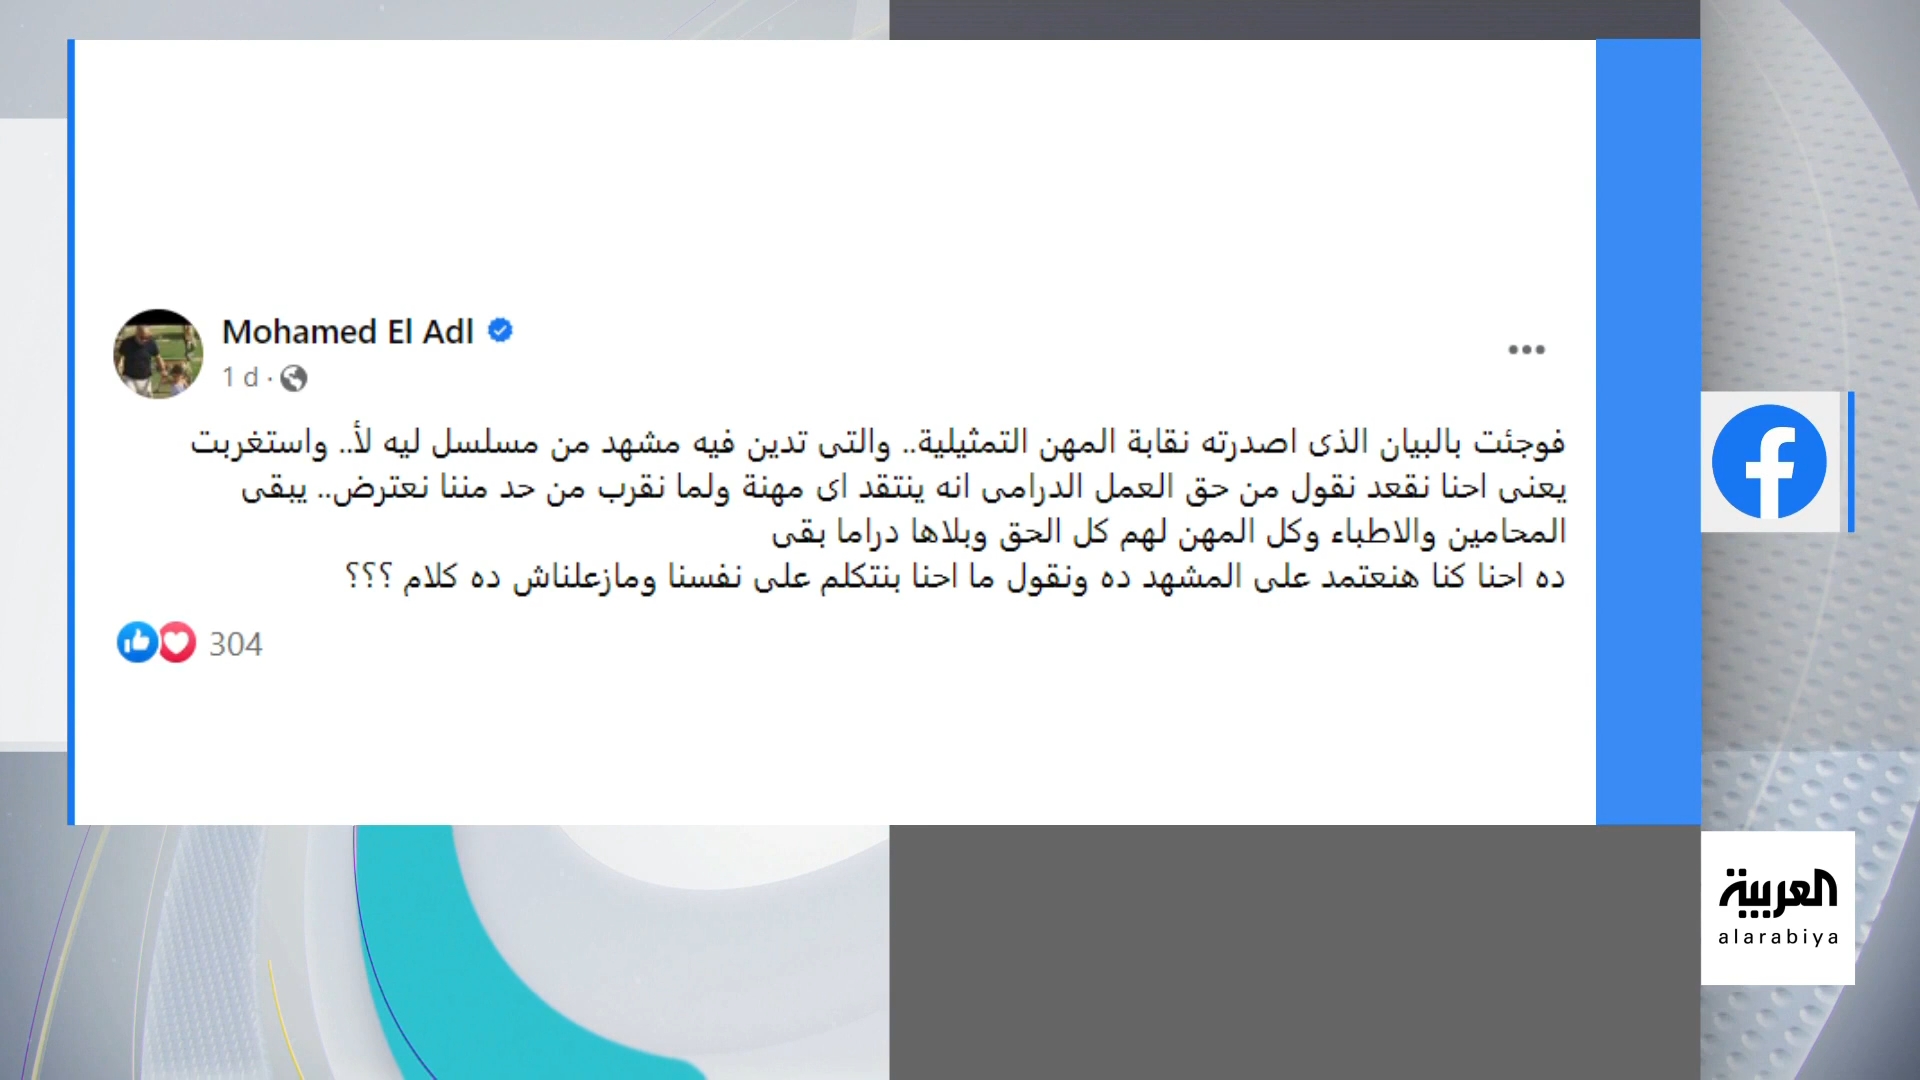 Mohamed El Adl
1 d ·
فوجئت بالبيان الذى اصدرته نقابة المهن التمثيلية.. والتى تدين فيه مشهد من مسلسل ليه لأ.. واستغربت
يعنى احنا نقعد نقول من حق العمل الدرامى انه ينتقد اى مهنة ولما نقرب من حد مننا نعترض.. يبقى
المحامين والاطباء وكل المهن لهم كل الحق وبلاها دراما بقى
ده احنا كنا هنعتمد على المشهد ده ونقول ما احنا بنتكلم على نفسنا ومازعلناش ده كلام ؟؟؟
304
العربية
alarabiya